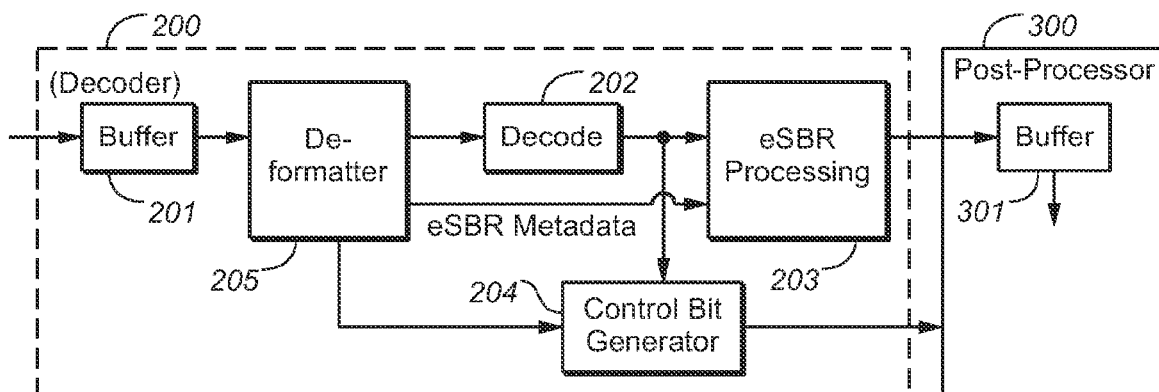 200
300
(Decoder)
Post-Processor
202
Buffer
De-
formatter
Decode
eSBR
Processing
Buffer
201
301
eSBR Metadata
205
204
203
Control Bit
Generator